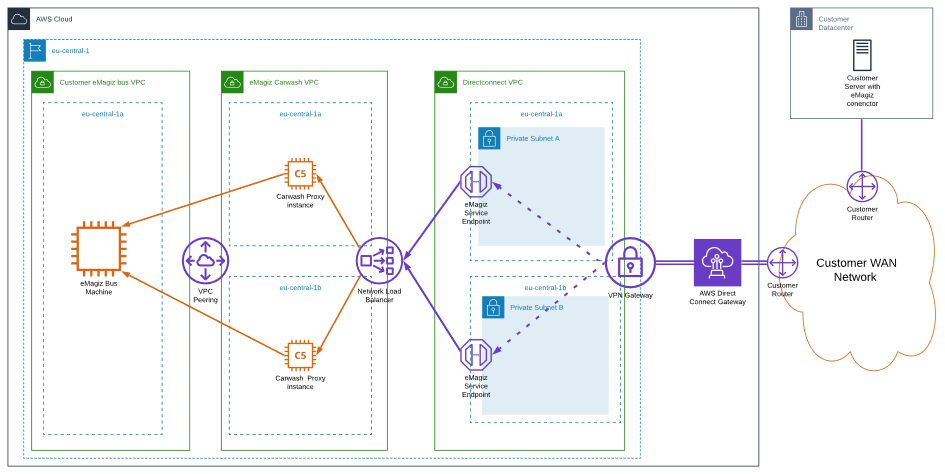 AWS Cloud
eu-central-1
Customer eMagiz bus VPC
eu-central-1a
eMagiz Bus
Machine
VPC
Peering
eMagiz Carwash VPC
eu-central-1a
C5
Carwash Proxy
instance
eu-central-1b
C5
Carwash Proxy
instance
Network Load
Balancer
Directconnect VPC
eu-central-1a
Private Subnet A
eMagiz
Service
Endpoint
eu-central-1b
Private Subnet B
eMagiz
Service
Endpoint
VPN Gateway
AWS Direct
Connect Gateway
Customer
Router
Customer WAN
Network
Customer
Router
Customer
Datacenter
Customer
Server with
eMagiz
conenctor